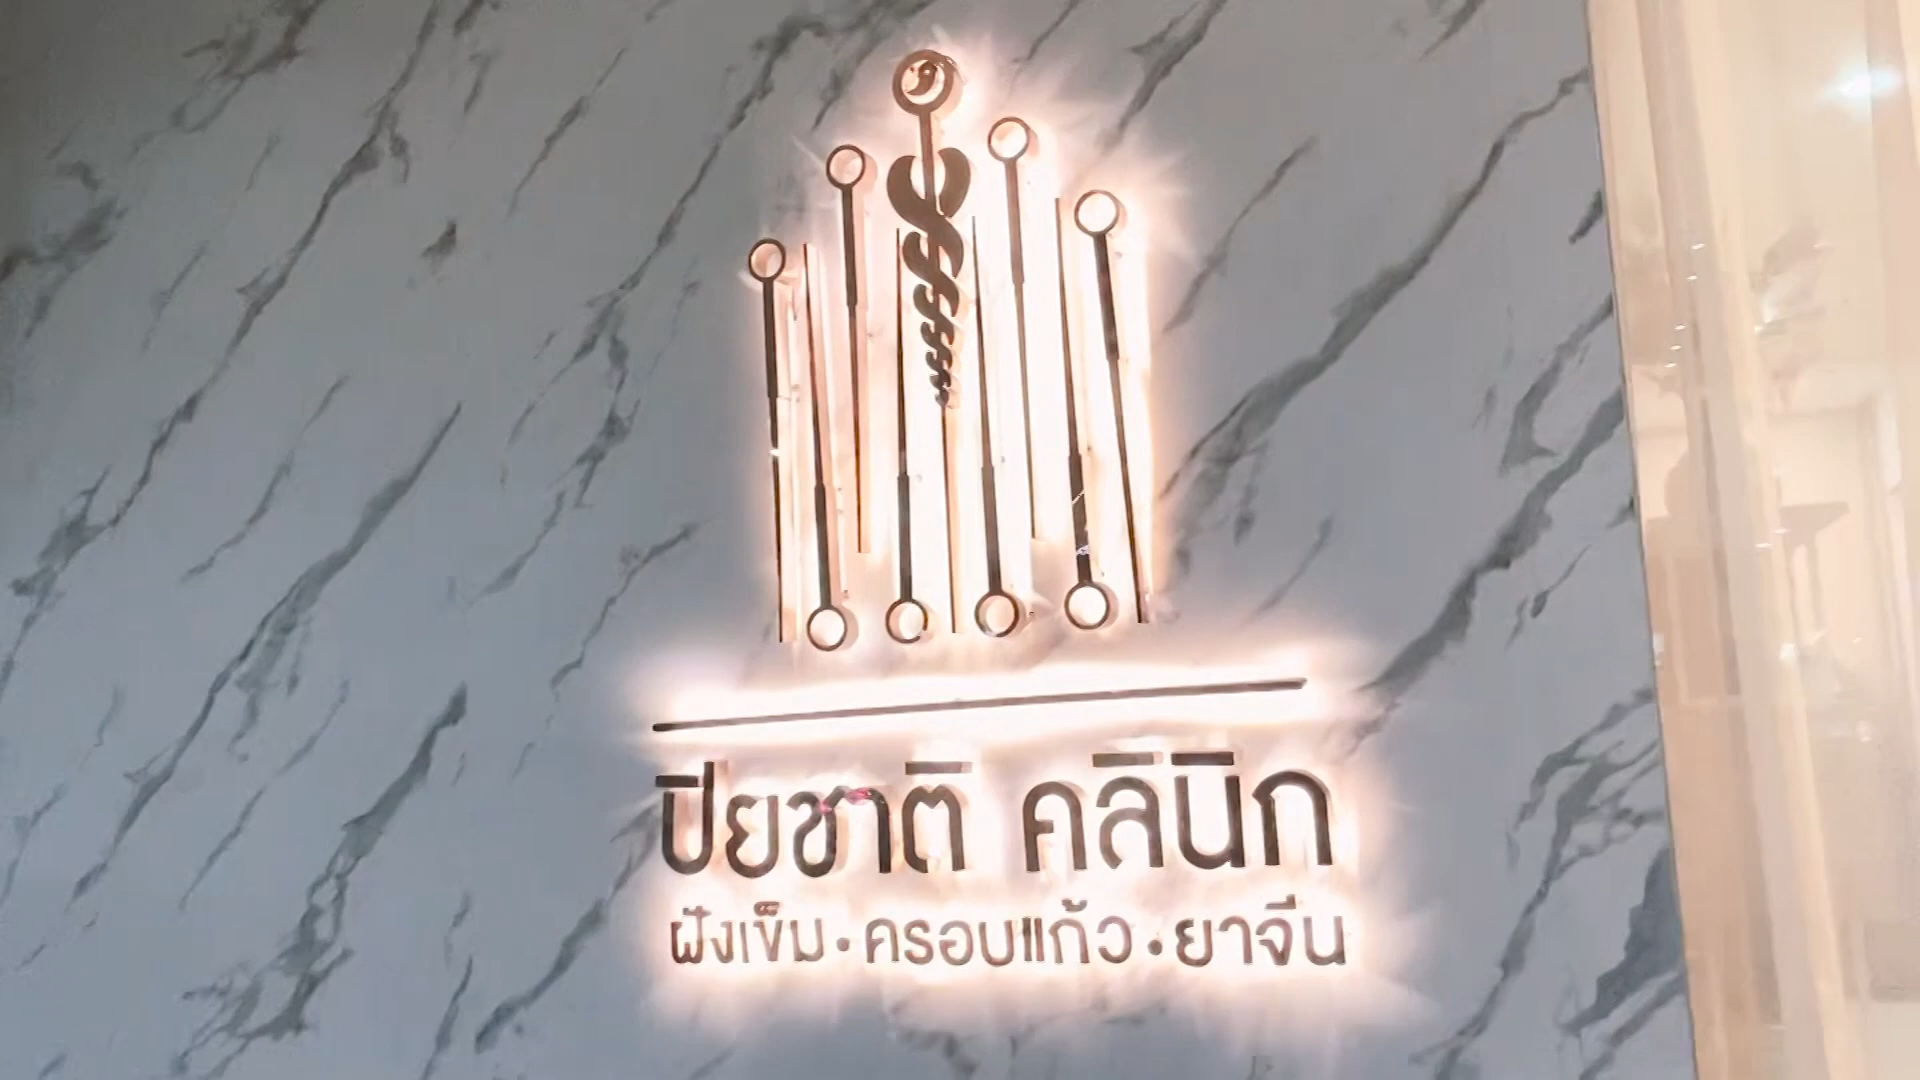 ปิยชาติ คลินิก
ฝังเข็ม • ครอบแก้ว • ยาจีน